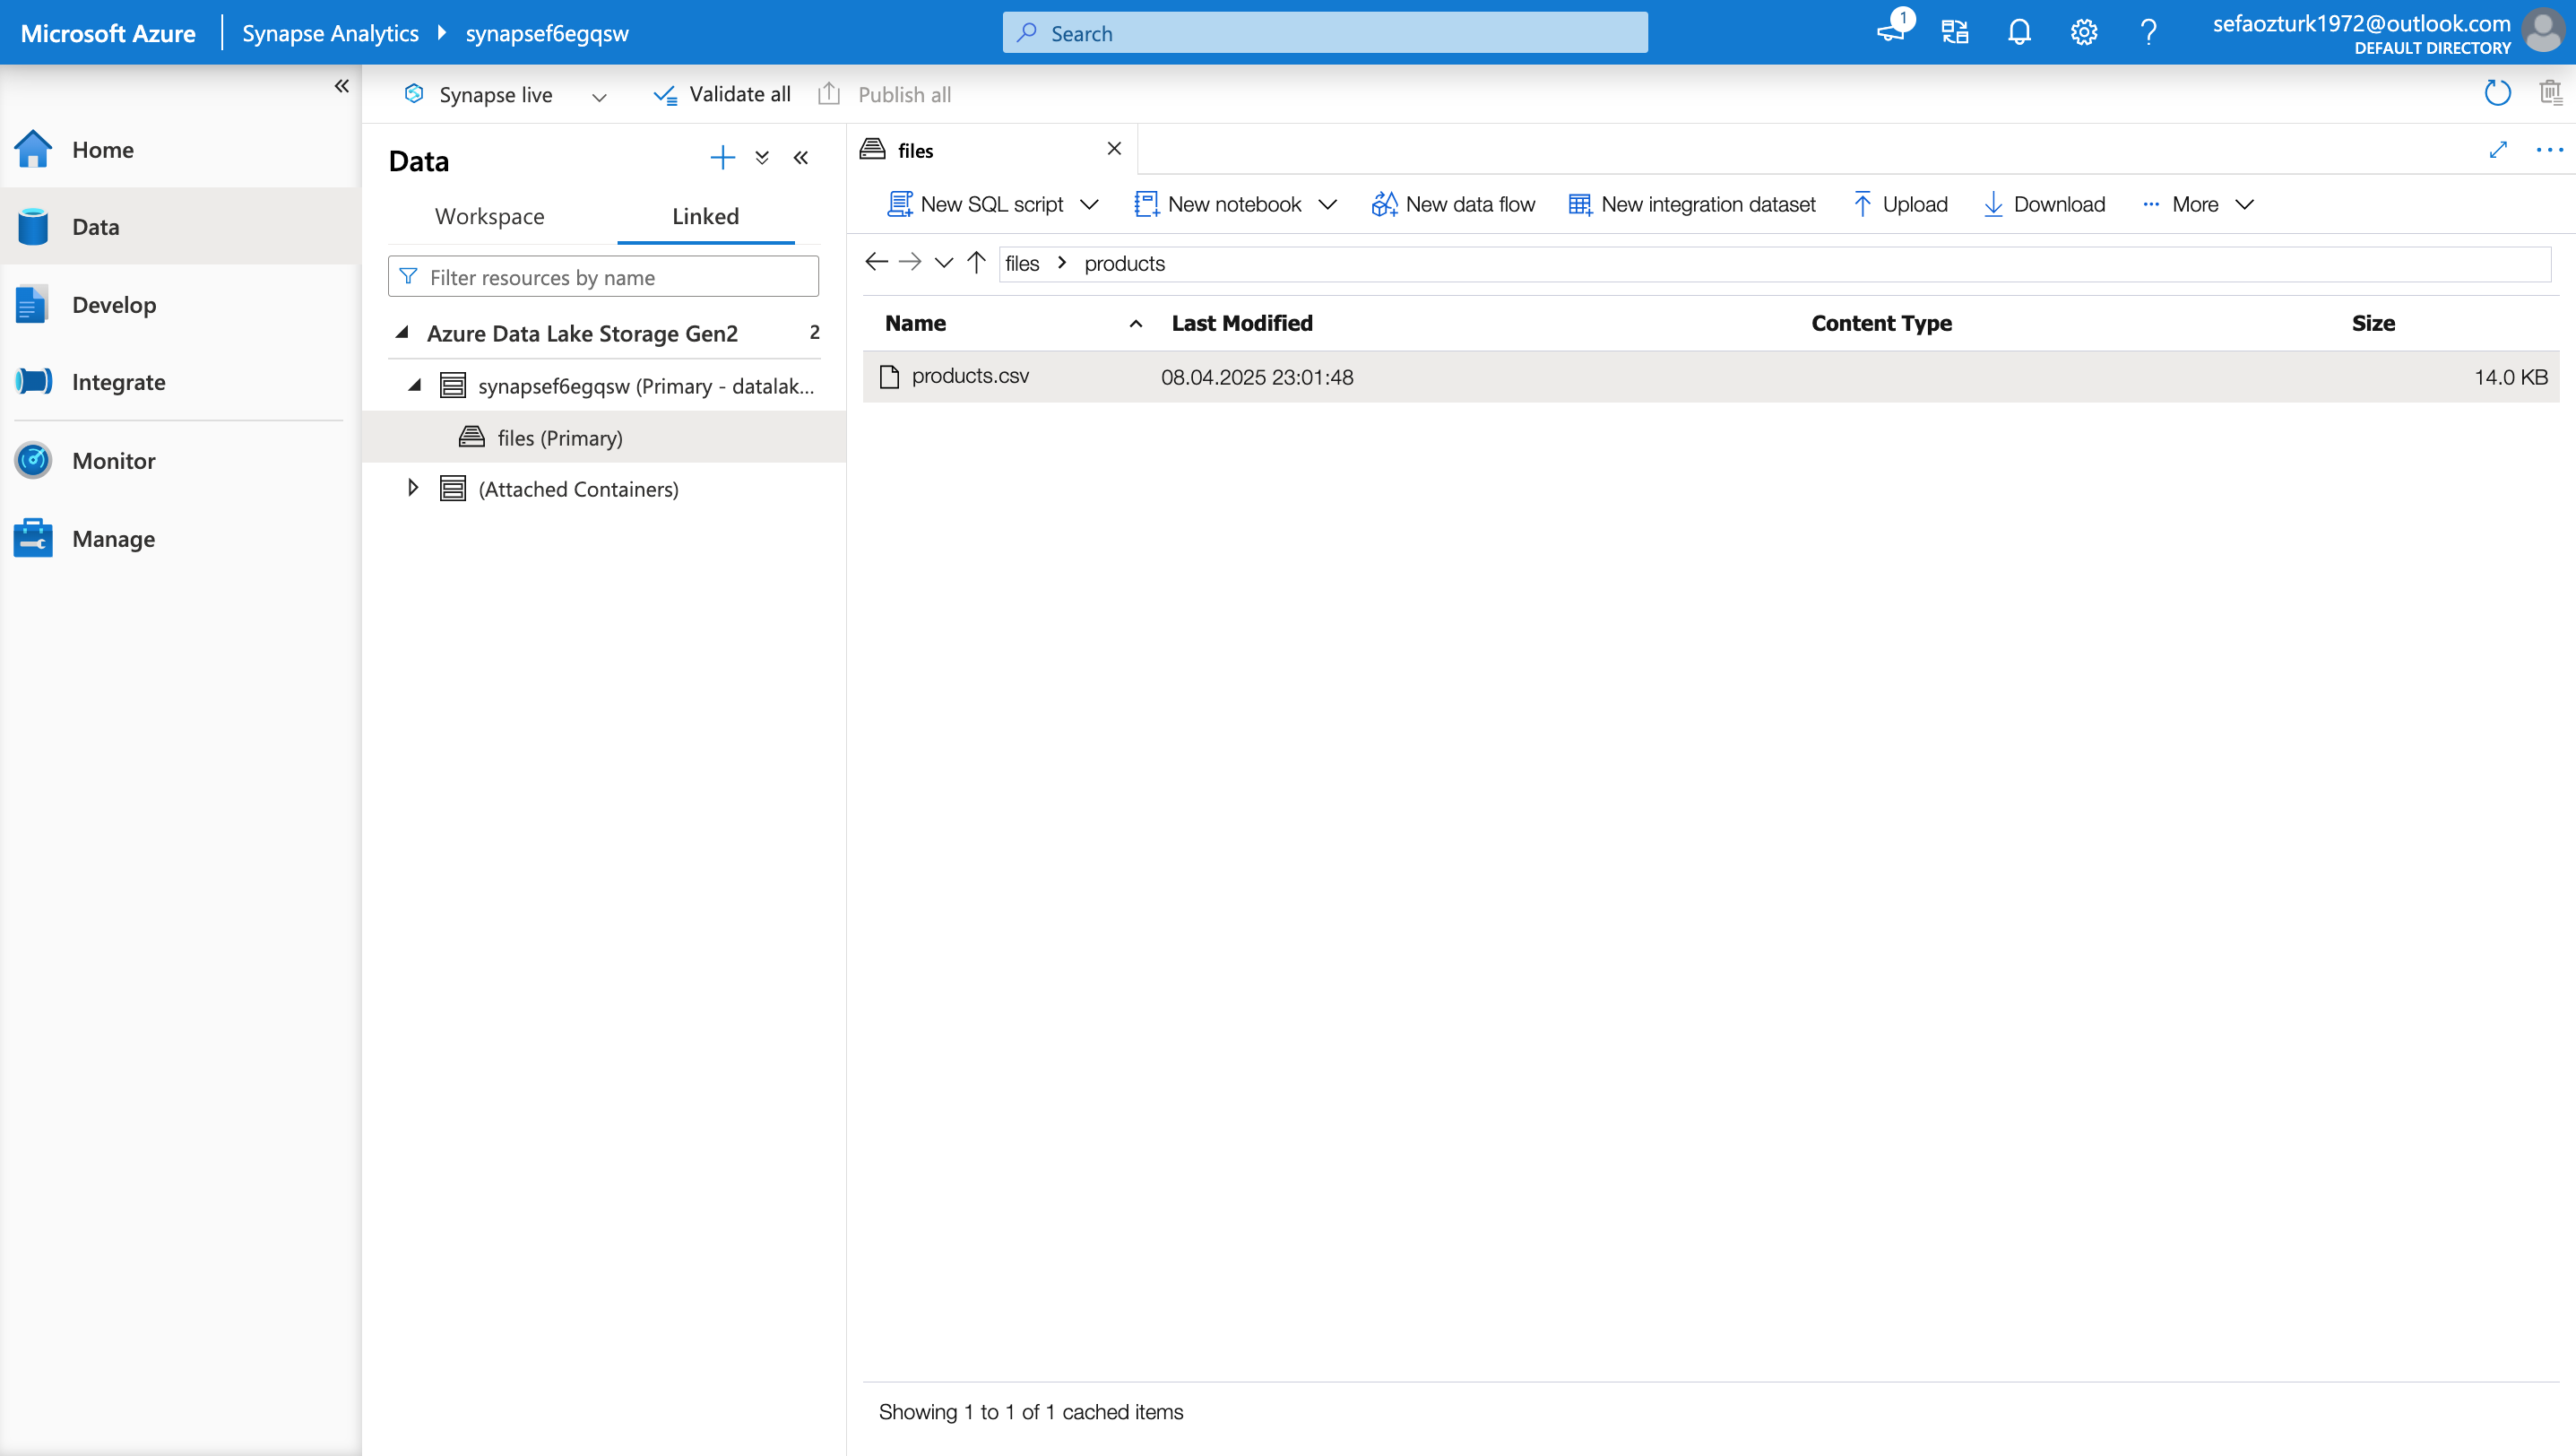 Microsoft Azure
Synapse Analytics
synapsef6egqsw
Search
1
sefaozturk1972@outlook.com
DEFAULT DIRECTORY
Synapse live
Validate all
Publish all
Home
Data
Develop
Integrate
Monitor
Manage
Data
Workspace
Linked
Filter resources by name
Azure Data Lake Storage Gen2 2
synapsef6egqsw (Primary - datalak...
files (Primary)
(Attached Containers)
files
New SQL script
New notebook
New data flow
New integration dataset
Upload
Download
More
files > products
Name Last Modified Content Type Size
products.csv 08.04.2025 23:01:48 14.0 KB
Showing 1 to 1 of 1 cached items